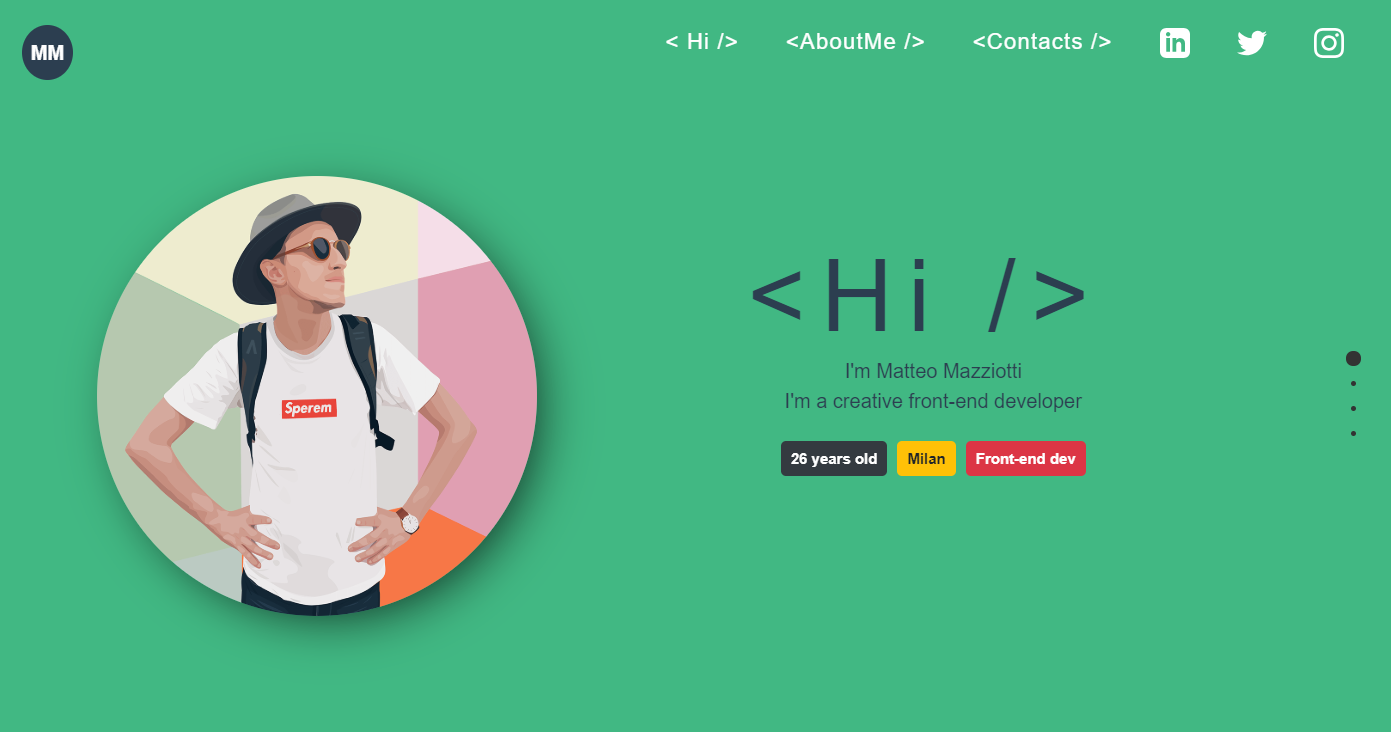 MM
< Hi />
<AboutMe />
<Contacts />
in
Sperem
<Hi />
I'm Matteo Mazziotti
I'm a creative front-end developer
26 years old
Milan
Front-end dev